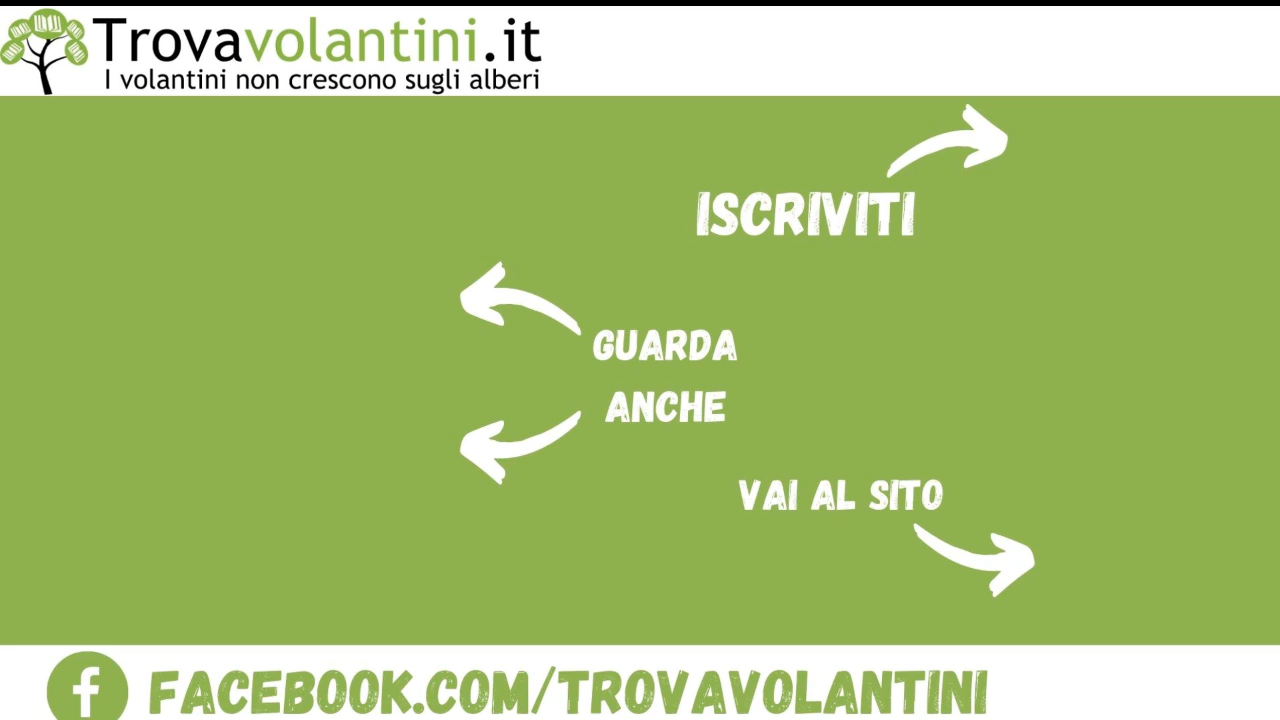 Trovavolantini.it
I volantini non crescono sugli alberi
ISCRIVITI
GUARDA
ANCHE
VAI AL SITO
FACEBOOK.COM/TROVAVOLANTINI